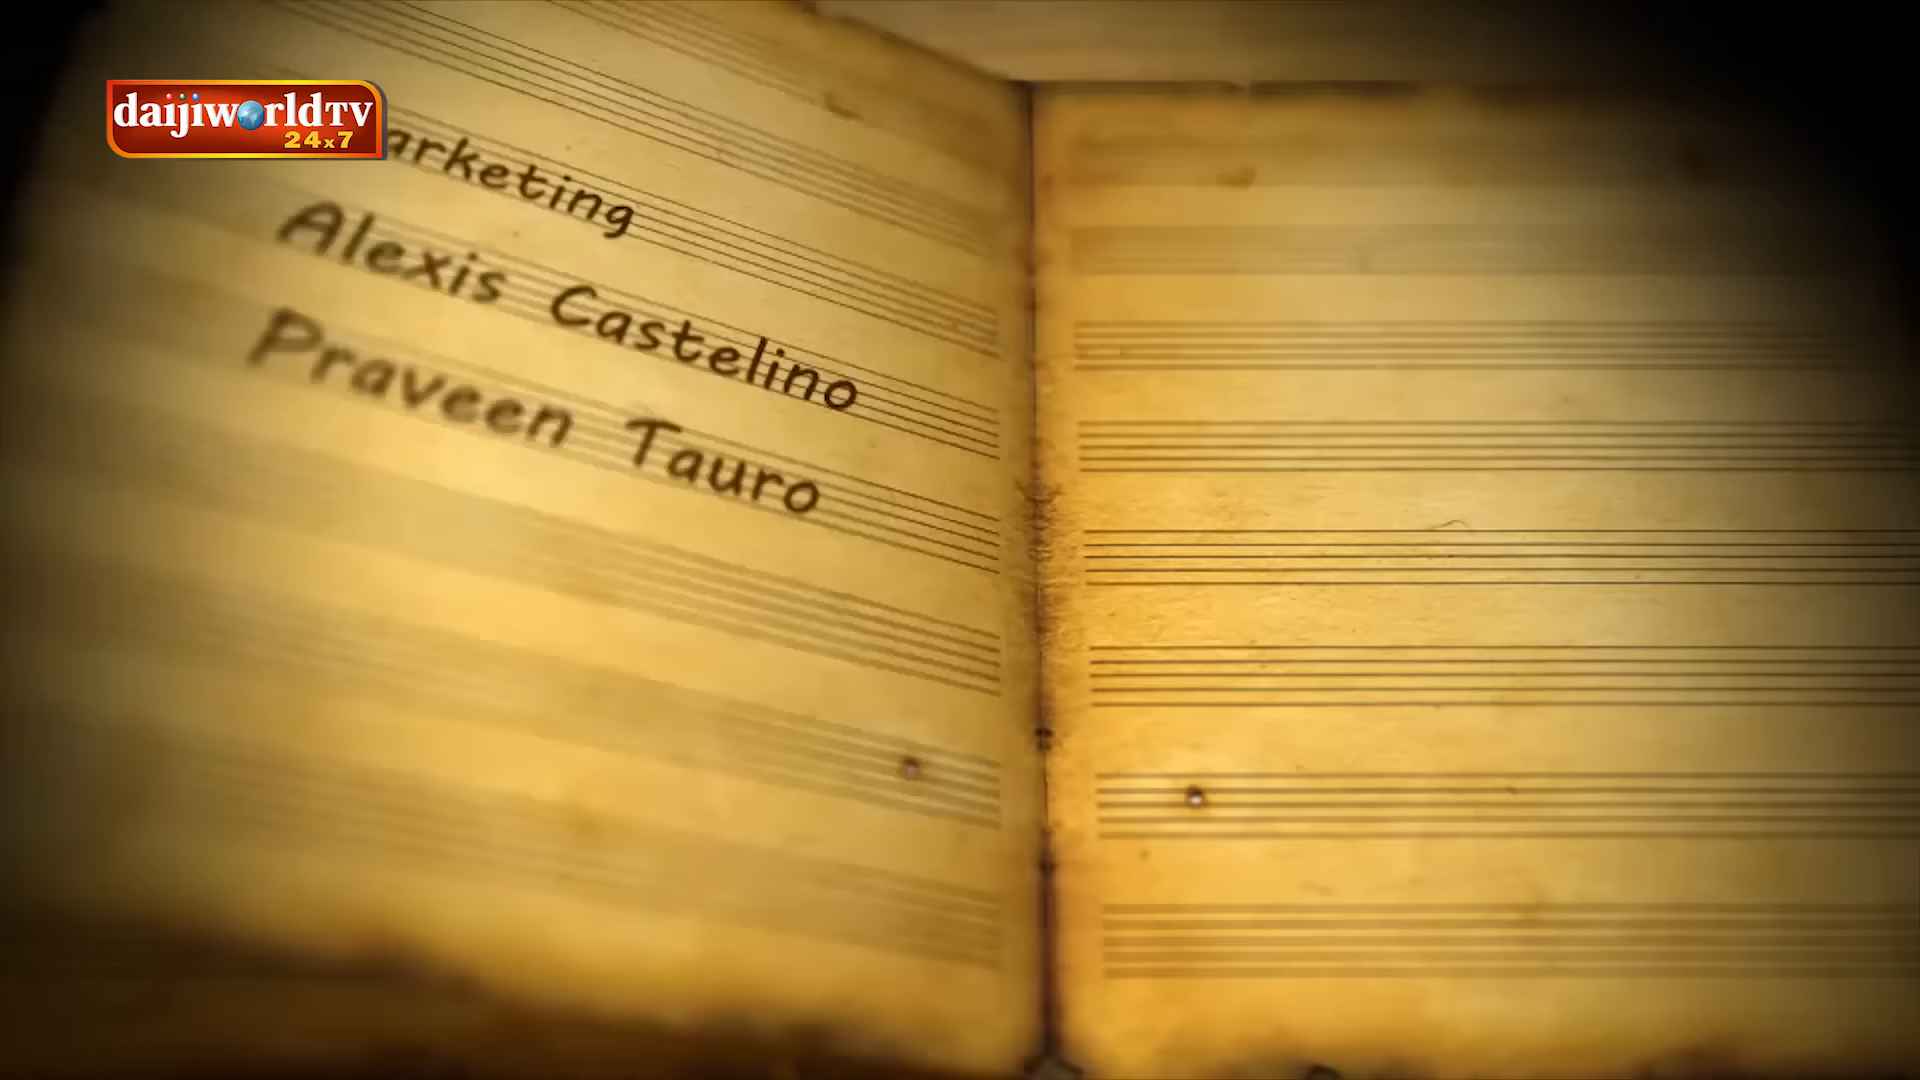 daijiworldTV
24x7
arketing
Alexis Castelino
Praveen Tauro